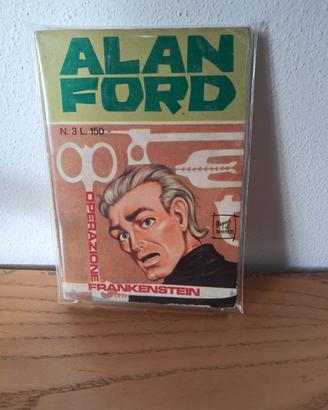 ALAN
FORD
N. 3 L. 150
OPERAZIONE
FRANKENSTEIN